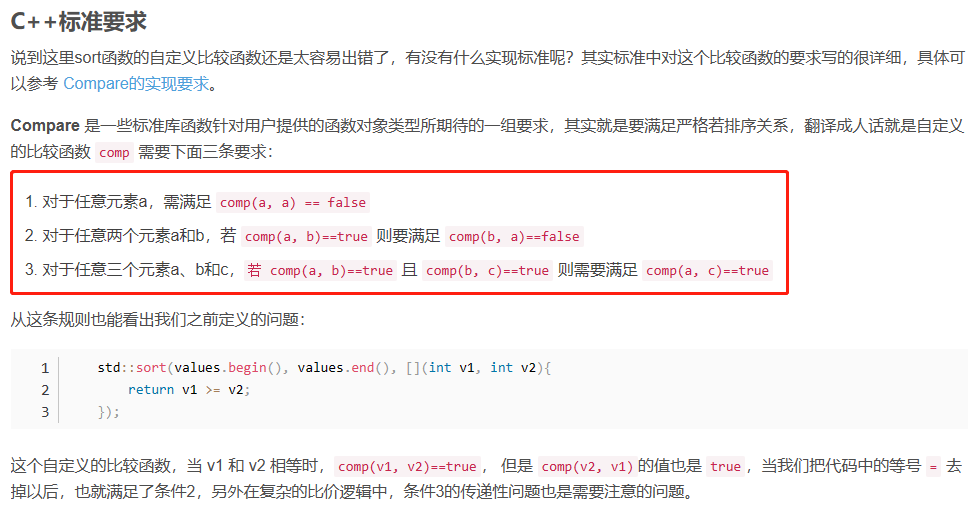 C++标准要求
说到这里sort函数的自定义比较函数还是太容易出错了，有没有什么实现标准呢？其实标准中对这个比较函数的要求写的很详细，具体可
以参考 Compare的实现要求。
Compare 是一些标准库函数针对用户提供的函数对象类型所期待的一组要求，其实就是要满足严格若排序关系，翻译成人话就是自定义
的比较函数 comp 需要下面三条要求：
1. 对于任意元素a，需满足 comp(a, a) == false
2. 对于任意两个元素a和b，若 comp(a, b)==true 则要满足 comp(b, a)==false
3. 对于任意三个元素a、b和c，若 comp(a, b)==true 且 comp(b, c)==true 则需要满足 comp(a, c)==true
从这条规则也能看出我们之前定义的问题：
1 std::sort(values.begin(), values.end(), [](int v1, int v2){
2 return v1 >= v2;
3 });
这个自定义的比较函数，当 v1 和 v2 相等时， comp(v1, v2)==true ， 但是 comp(v2, v1) 的值也是 true ，当我们把代码中的等号 = 去
掉以后，也就满足了条件2，另外在复杂的比价逻辑中，条件3的传递性问题也是需要注意的问题。